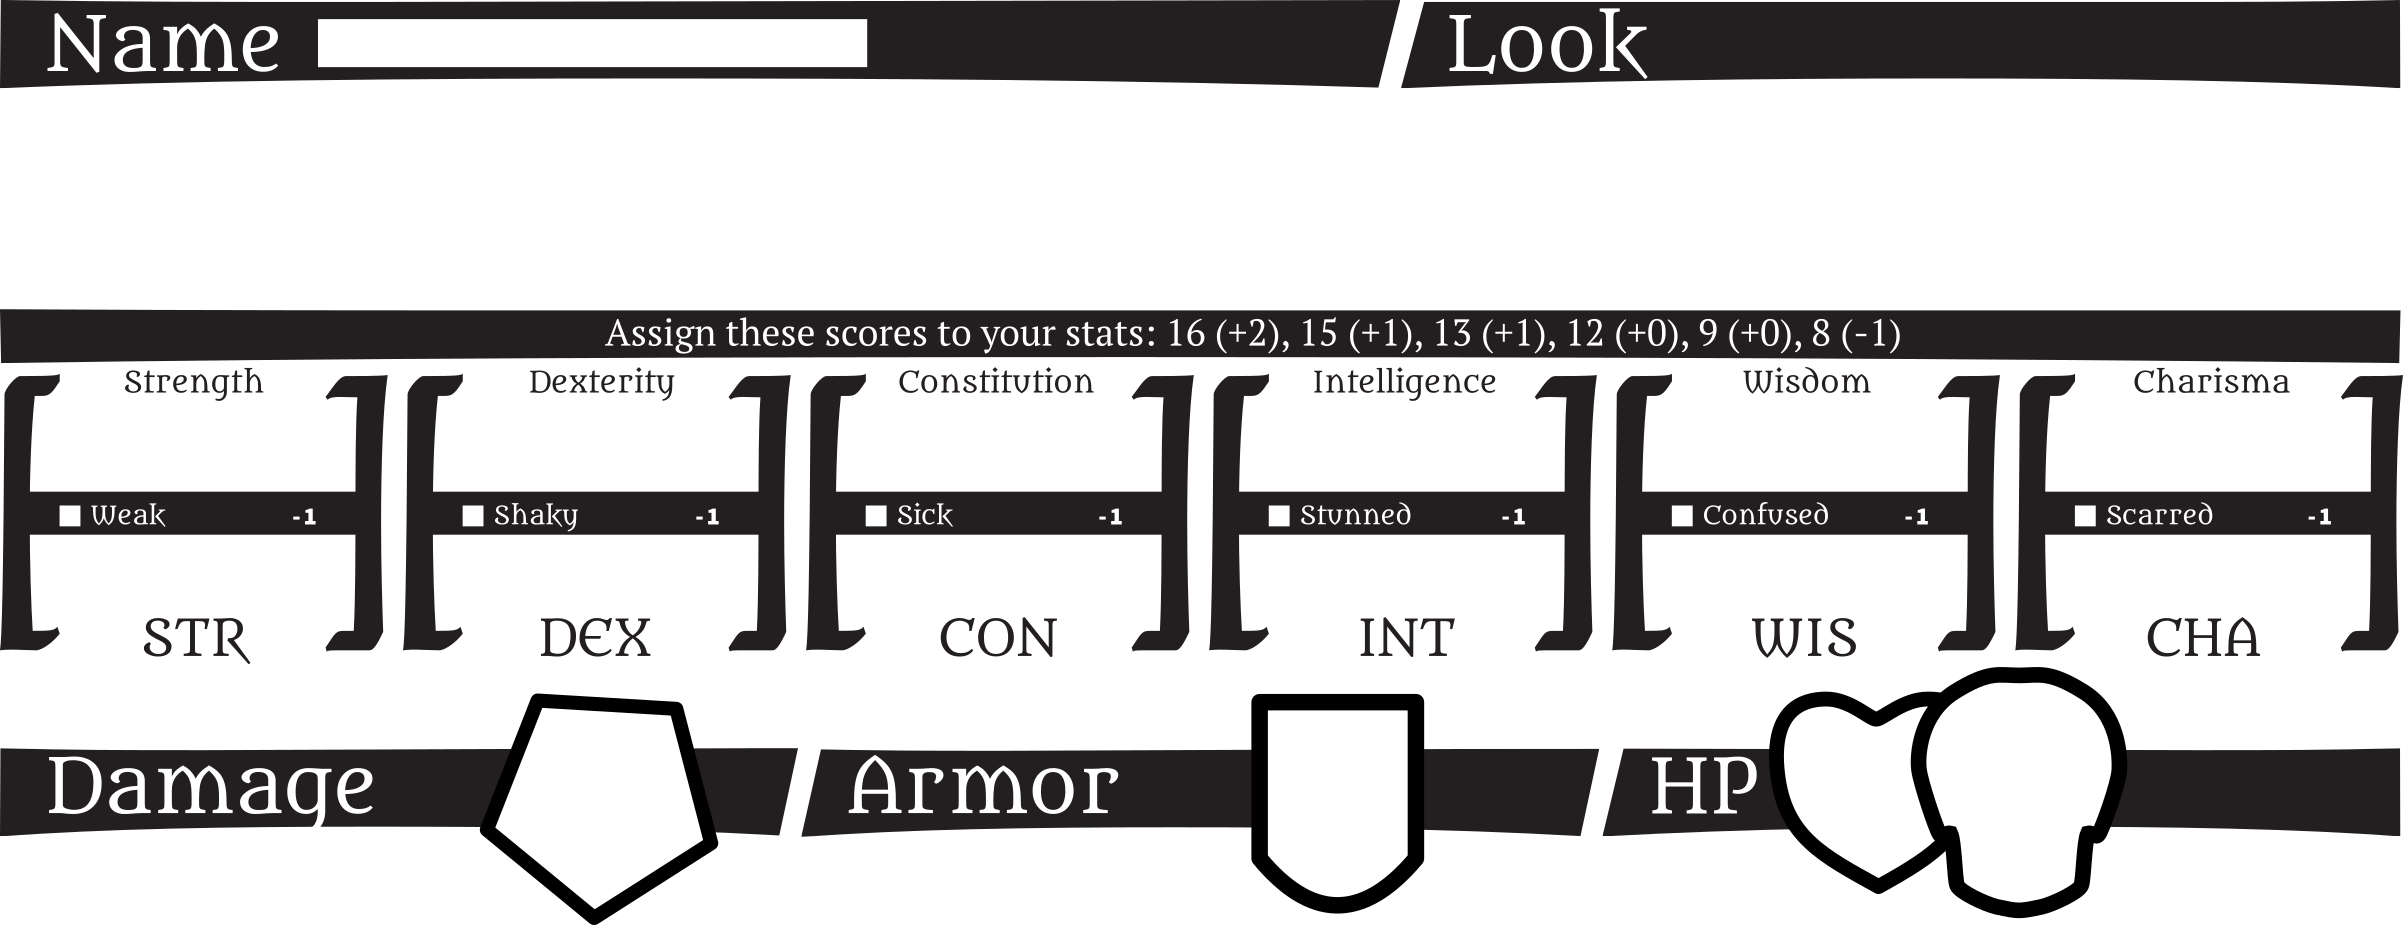 Name Look
Assign these scores to your stats: 16 (+2), 15 (+1), 13 (+1), 12 (+0), 9 (+0), 8 (-1)
Strength Dexterity Constitution Intelligence Wisdom Charisma
Weak -1 Shaky -1 Sick -1 Stunned -1 Confused -1 Scarred -1
STR DEX CON INT WIS CHA
Damage Armor HP